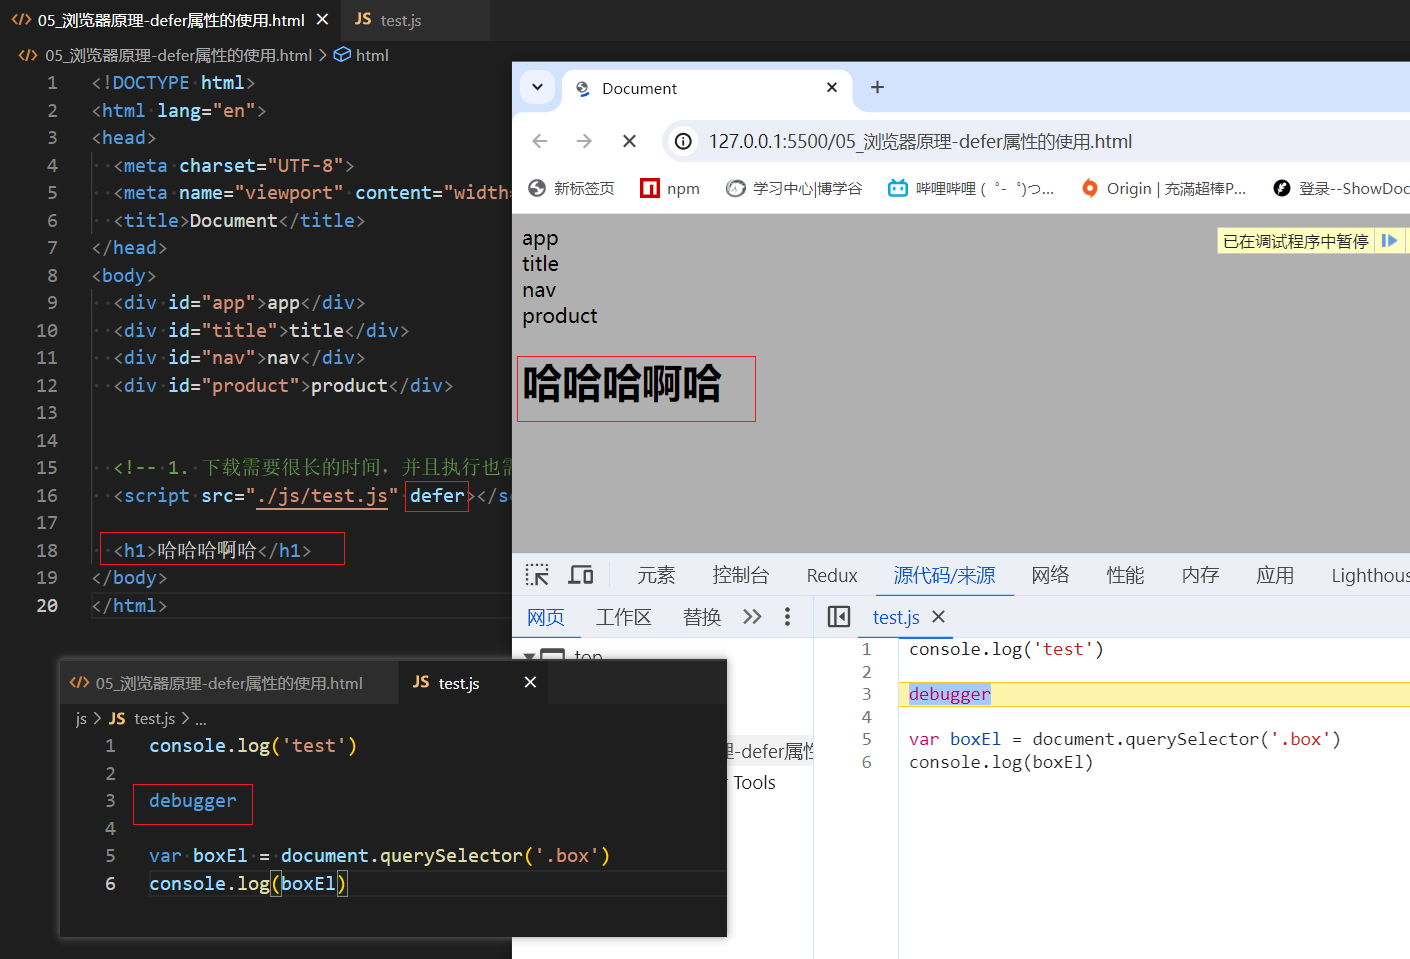 05_浏览器原理-defer属性的使用.html
JS test.js
05_浏览器原理-defer属性的使用.html > html
1 <!DOCTYPE html>
2 <html lang="en">
3 <head>
4 <meta charset="UTF-8">
5 <meta name="viewport" content="width=
6 <title>Document</title>
7 </head>
8 <body>
9 <div id="app">app</div>
10 <div id="title">title</div>
11 <div id="nav">nav</div>
12 <div id="product">product</div>
13
14
15 <!-- 1. 下载需要很长的时间, 并且执行也需
16 <script src="./js/test.js" defer></s
17
18 <h1>哈哈哈啊哈</h1>
19 </body>
20 </html>
Document
127.0.0.1:5500/05_浏览器原理-defer属性的使用.html
新标签页 npm 学习中心|博学谷 哔哩哔哩 (゜-゜)つ... Origin | 充滿超棒P... 登录--ShowDoc
app
title
nav
product
哈哈哈啊哈
已在调试程序中暂停
元素 控制台 Redux 源代码/来源 网络 性能 内存 应用 Lighthous
网页 工作区 替换
top
理-defer属性
Tools
test.js
1 console.log('test')
2
3 debugger
4
5 var boxEl = document.querySelector('.box')
6 console.log(boxEl)
05_浏览器原理-defer属性的使用.html
JS test.js
js > JS test.js > ...
1 console.log('test')
2
3 debugger
4
5 var boxEl = document.querySelector('.box')
6 console.log(boxEl)